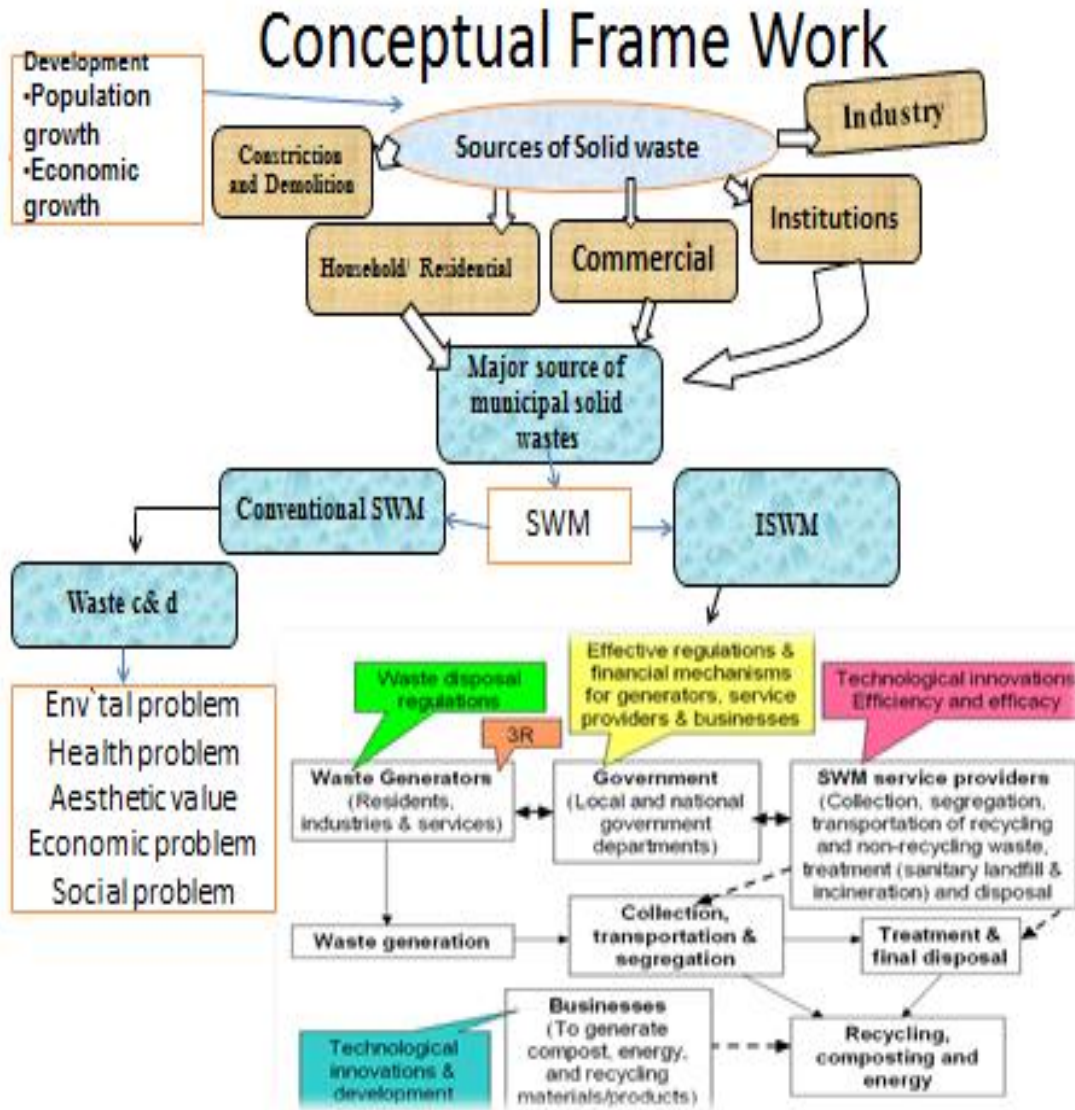 Conceptual Frame Work
Development
•Population
growth
•Economic
growth
Sources of Solid waste
Industry
Constriction
and Demolition
Household/ Residential
Commercial
Institutions
Major source of
municipal solid
wastes
Conventional SWM
SWM
ISWM
Waste c& d
Env`tal problem
Health problem
Aesthetic value
Economic problem
Social problem
Waste disposal
regulations
3R
Effective regulations &
financial mechanisms
for generators, service
providers & businesses
Technological innovations
Efficiency and efficacy
Waste Generators
(Residents,
industries & services)
Government
(Local and national
government
departments)
SWM service providers
(Collection, segregation,
transportation of recycling
and non-recycling waste,
treatment (sanitary landfill &
incineration) and disposal
Waste generation
Collection,
transportation &
segregation
Treatment &
final disposal
Businesses
(To generate
compost, energy,
and recycling
materials/products)
Technological
innovations &
development
Recycling,
composting and
energy